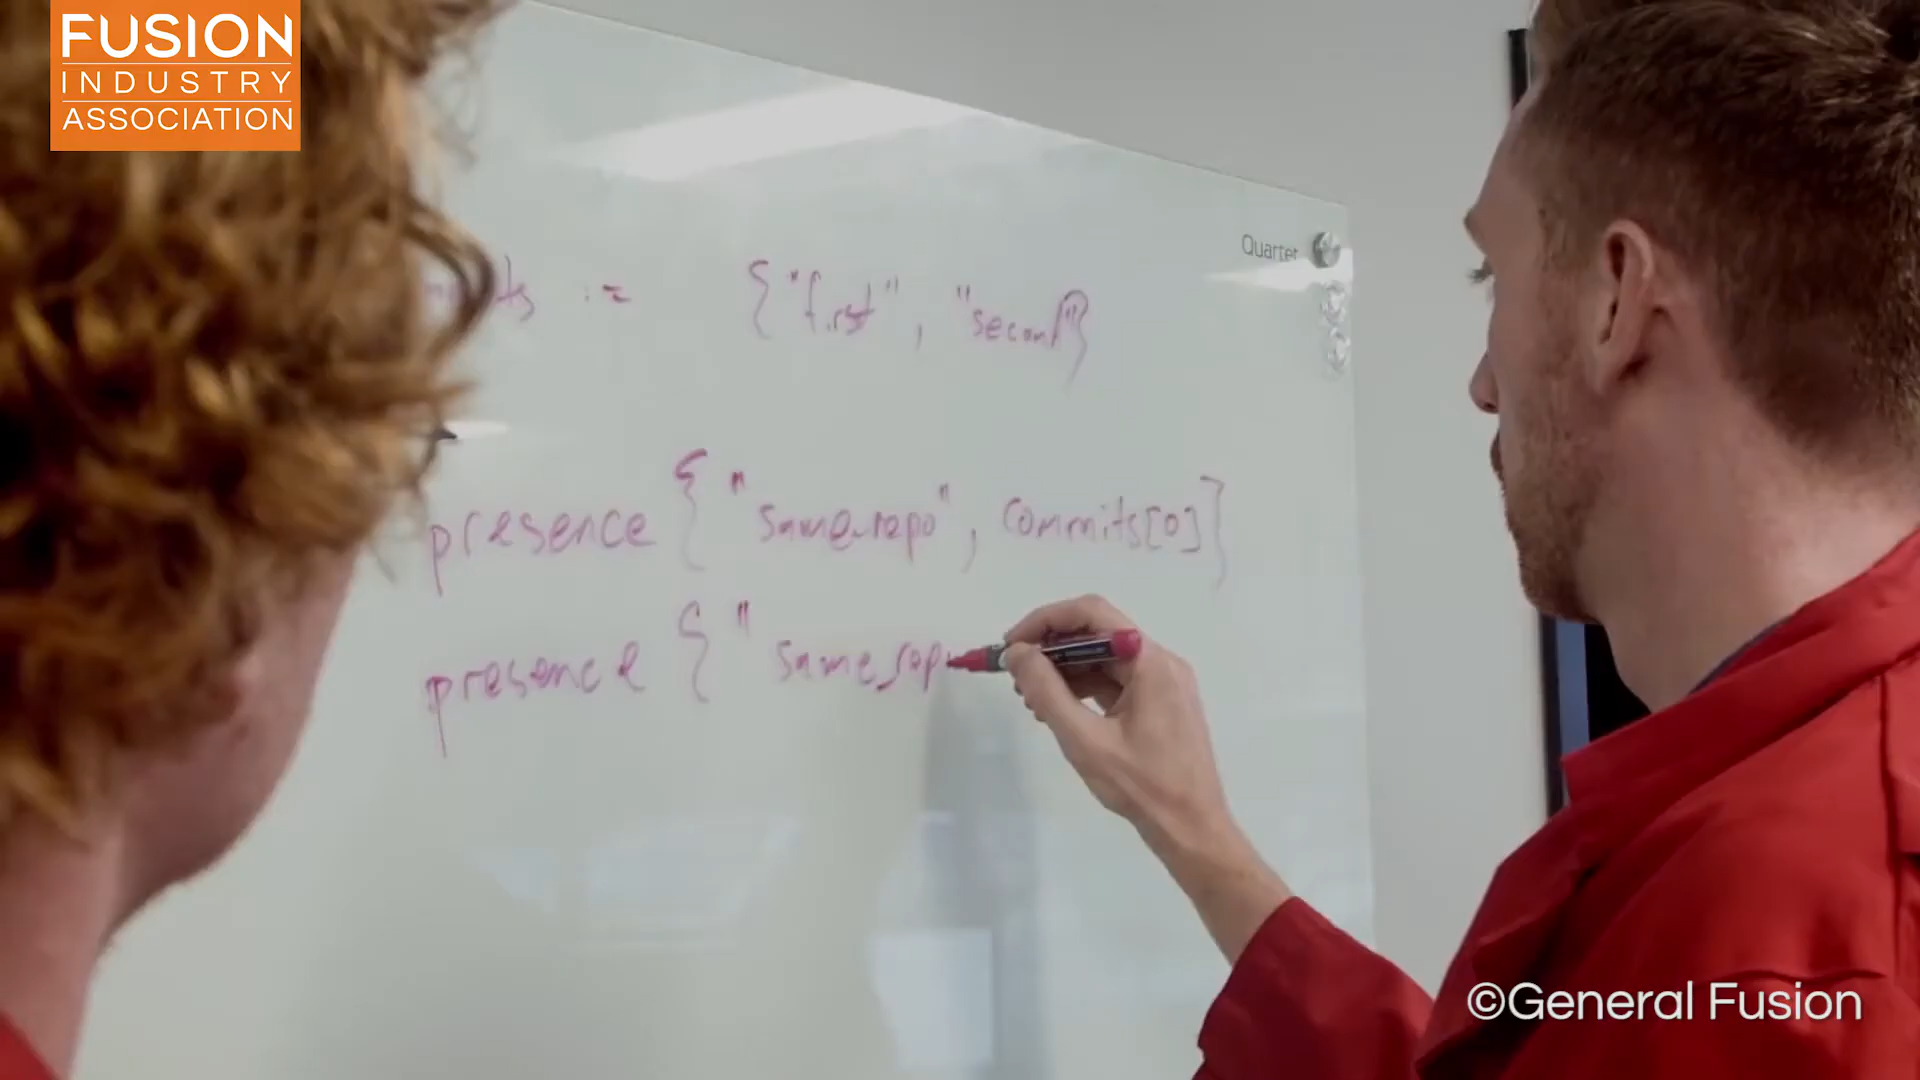 FUSION
INDUSTRY
ASSOCIATION
Quartet
:= {"first", "second"}
presence { "same_repo", commits[0] }
presence { " same_rep
©General Fusion